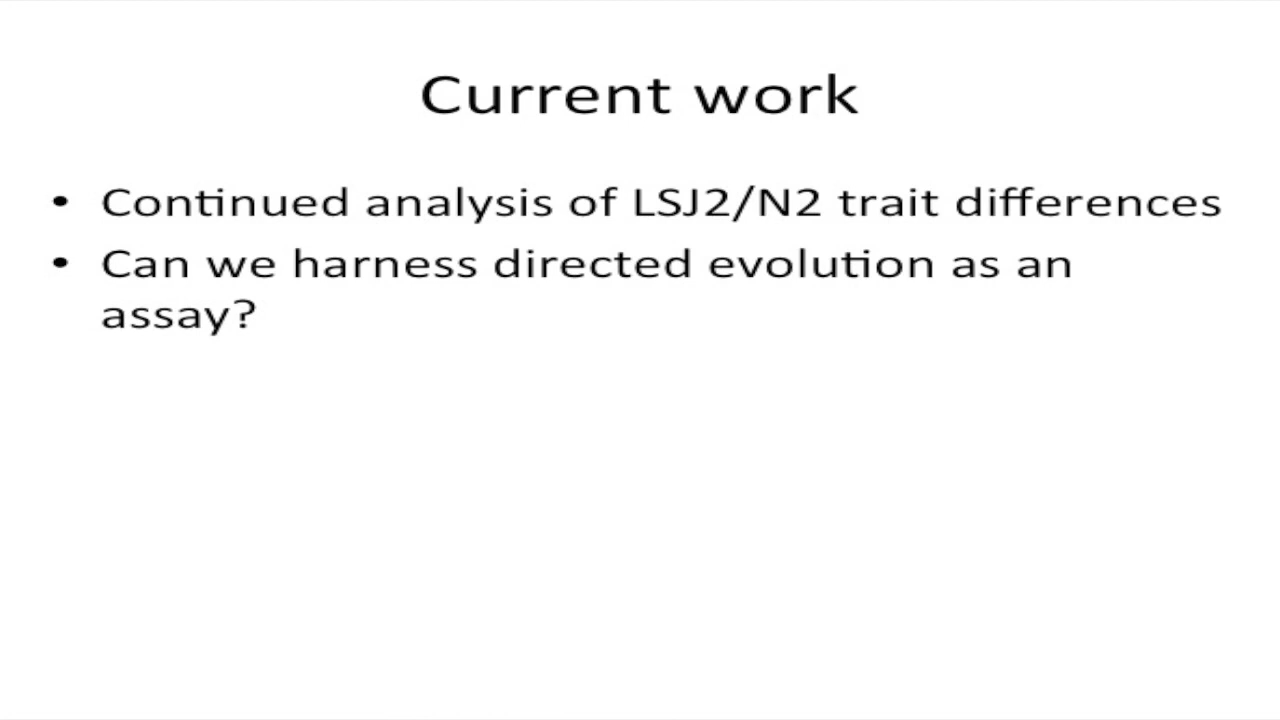 Current work
• Continued analysis of LSJ2/N2 trait differences
• Can we harness directed evolution as an
assay?